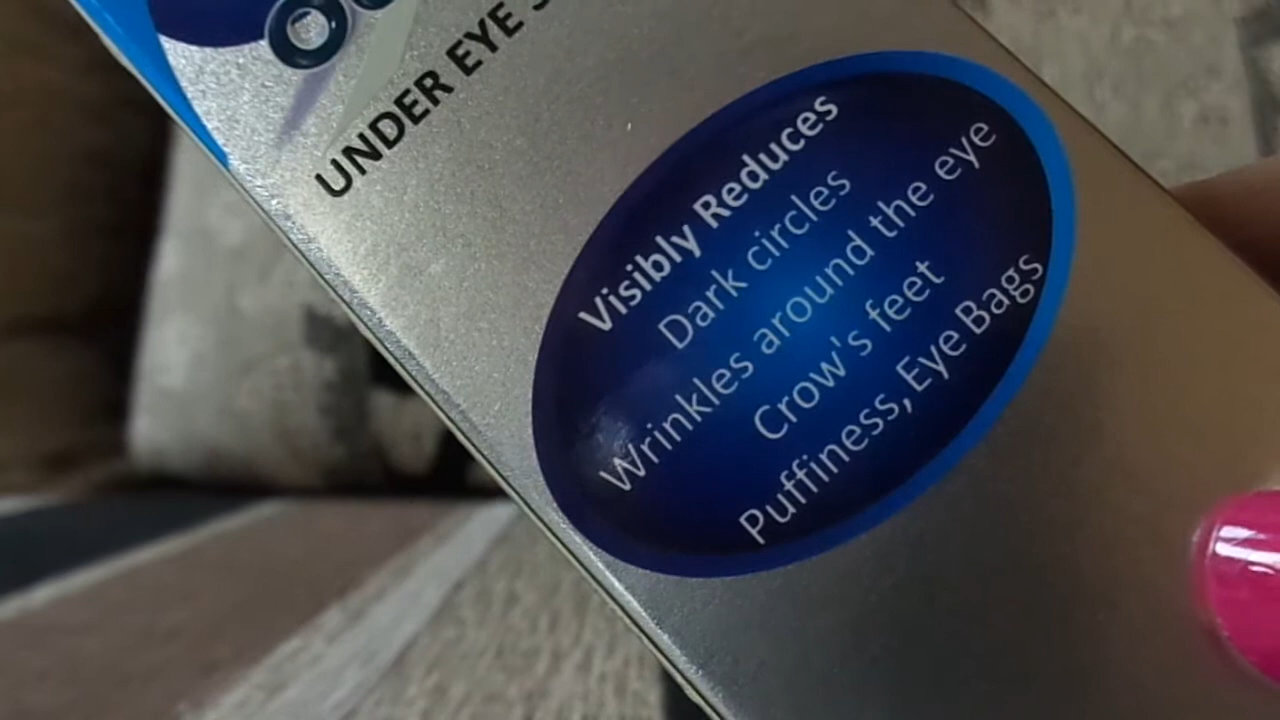 UNDER EYE
Visibly Reduces
Dark circles
Wrinkles around the eye
Crow's feet
Puffiness, Eye Bags